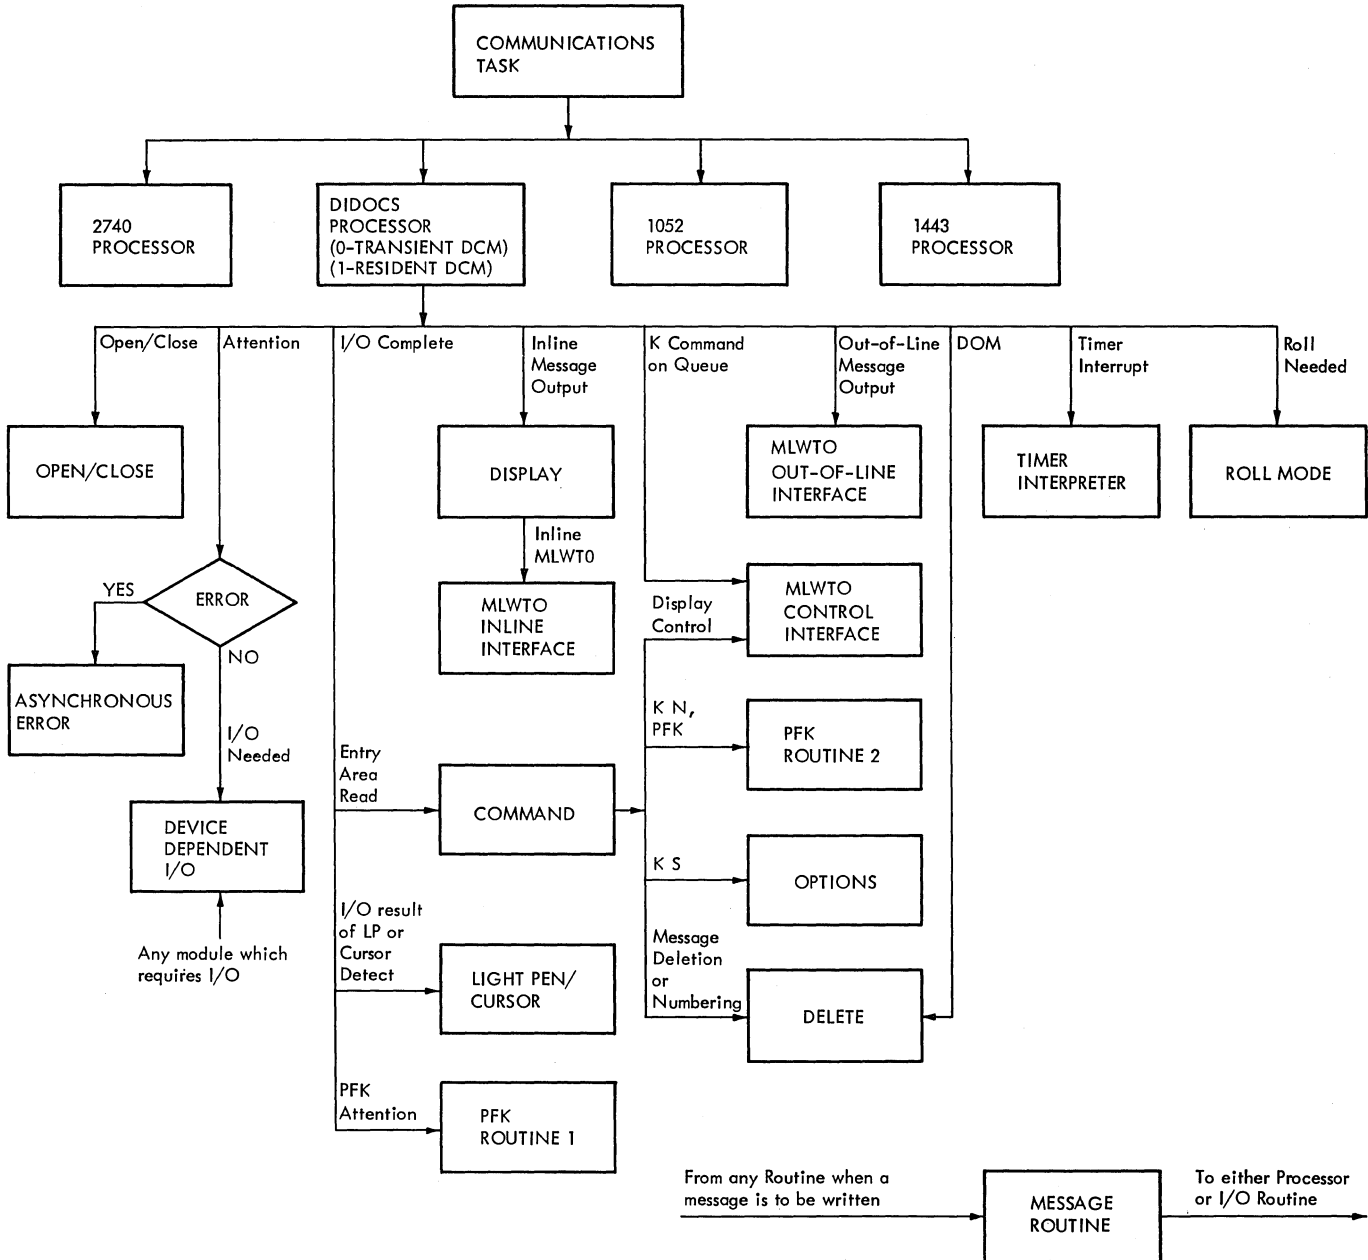 COMMUNICATIONS
TASK
2740
PROCESSOR
DIDOCS
PROCESSOR
(0-TRANSIENT DCM)
(1-RESIDENT DCM)
1052
PROCESSOR
1443
PROCESSOR
Open/Close
Attention
I/O Complete
Inline
Message
Output
K Command
on Queue
Out-of-Line
Message
Output
DOM
Timer
Interrupt
Roll
Needed
OPEN/CLOSE
DISPLAY
MLWTO
OUT-OF-LINE
INTERFACE
TIMER
INTERPRETER
ROLL MODE
Inline
MLWT0
YES
ERROR
NO
MLWTO
INLINE
INTERFACE
Display
Control
MLWTO
CONTROL
INTERFACE
ASYNCHRONOUS
ERROR
I/O
Needed
K N,
PFK
PFK
ROUTINE 2
Entry
Area
Read
COMMAND
DEVICE
DEPENDENT
I/O
K S
OPTIONS
Any module which
requires I/O
I/O result
of LP or
Cursor
Detect
LIGHT PEN/
CURSOR
Message
Deletion
or
Numbering
DELETE
PFK
Attention
PFK
ROUTINE 1
From any Routine when a
message is to be written
MESSAGE
ROUTINE
To either Processor
or I/O Routine